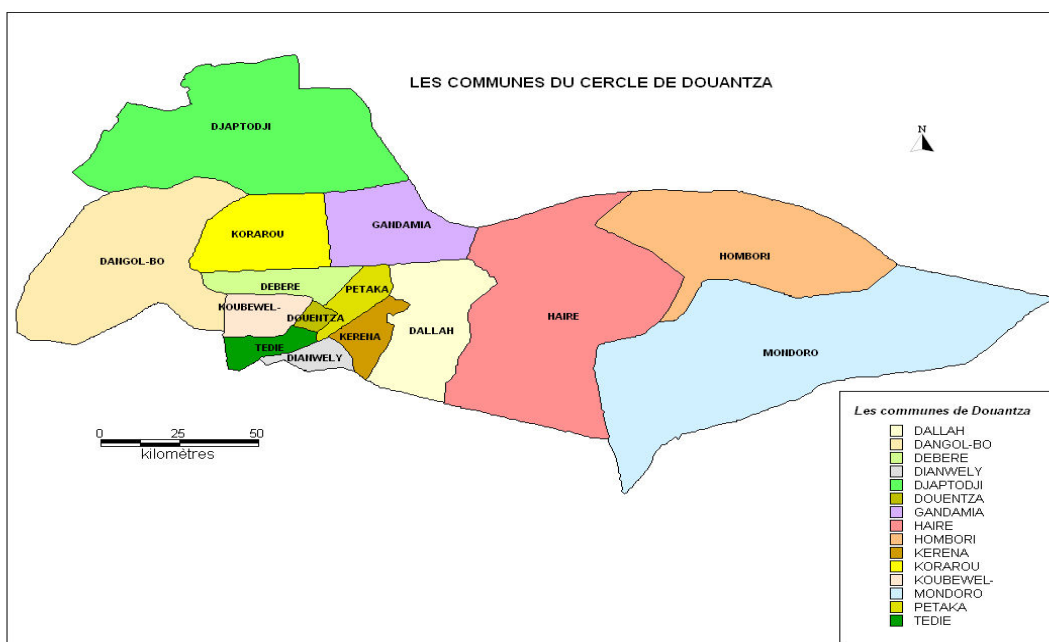 LES COMMUNES DU CERCLE DE DOUANTZA
DJAPTODJI
N
GANDAMIA
KORAROU
DANGOL-BO
HOMBORI
DEBERE
PETAKA
KOUBEWEL-
DOUENTZA
HAIRE
KERENA
DALLAH
TEDIE
DIANWELY
MONDORO
0 25 50
kilomètres
Les communes de Douantza
DALLAH
DANGOL-BO
DEBERE
DIANWELY
DJAPTODJI
DOUENTZA
GANDAMIA
HAIRE
HOMBORI
KERENA
KORAROU
KOUBEWEL-
MONDORO
PETAKA
TEDIE